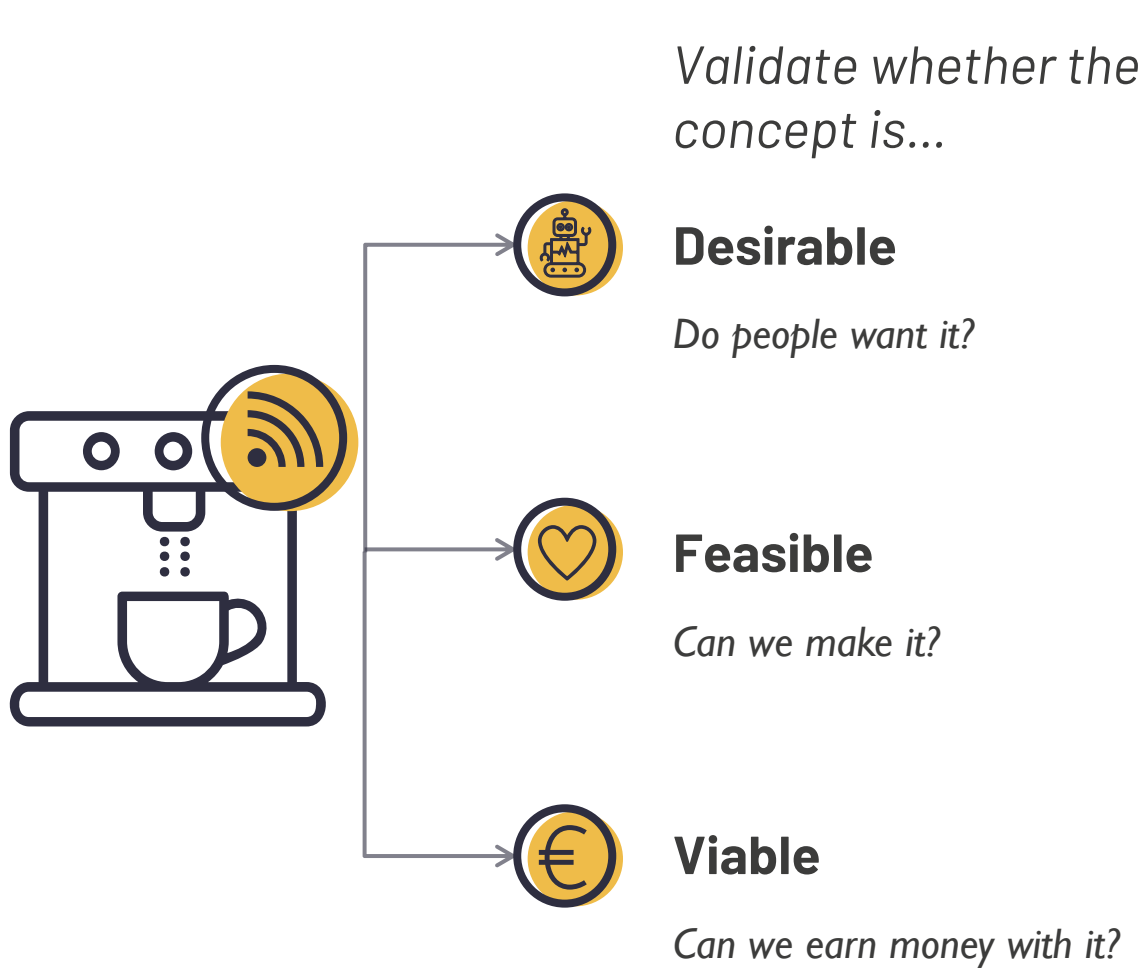 Validate whether the
concept is...
Desirable
Do people want it?
Feasible
Can we make it?
€
Viable
Can we earn money with it?